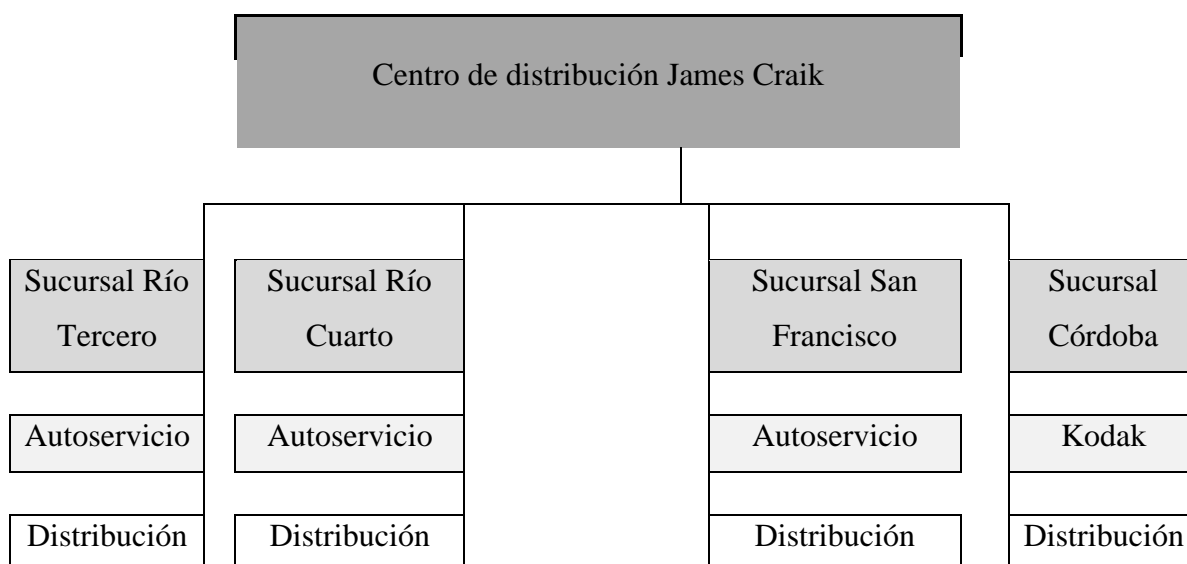 Centro de distribución James Craik
Sucursal Río
Tercero
Sucursal Río
Cuarto
Sucursal San
Francisco
Sucursal
Córdoba
Autoservicio
Autoservicio
Autoservicio
Kodak
Distribución
Distribución
Distribución
Distribución